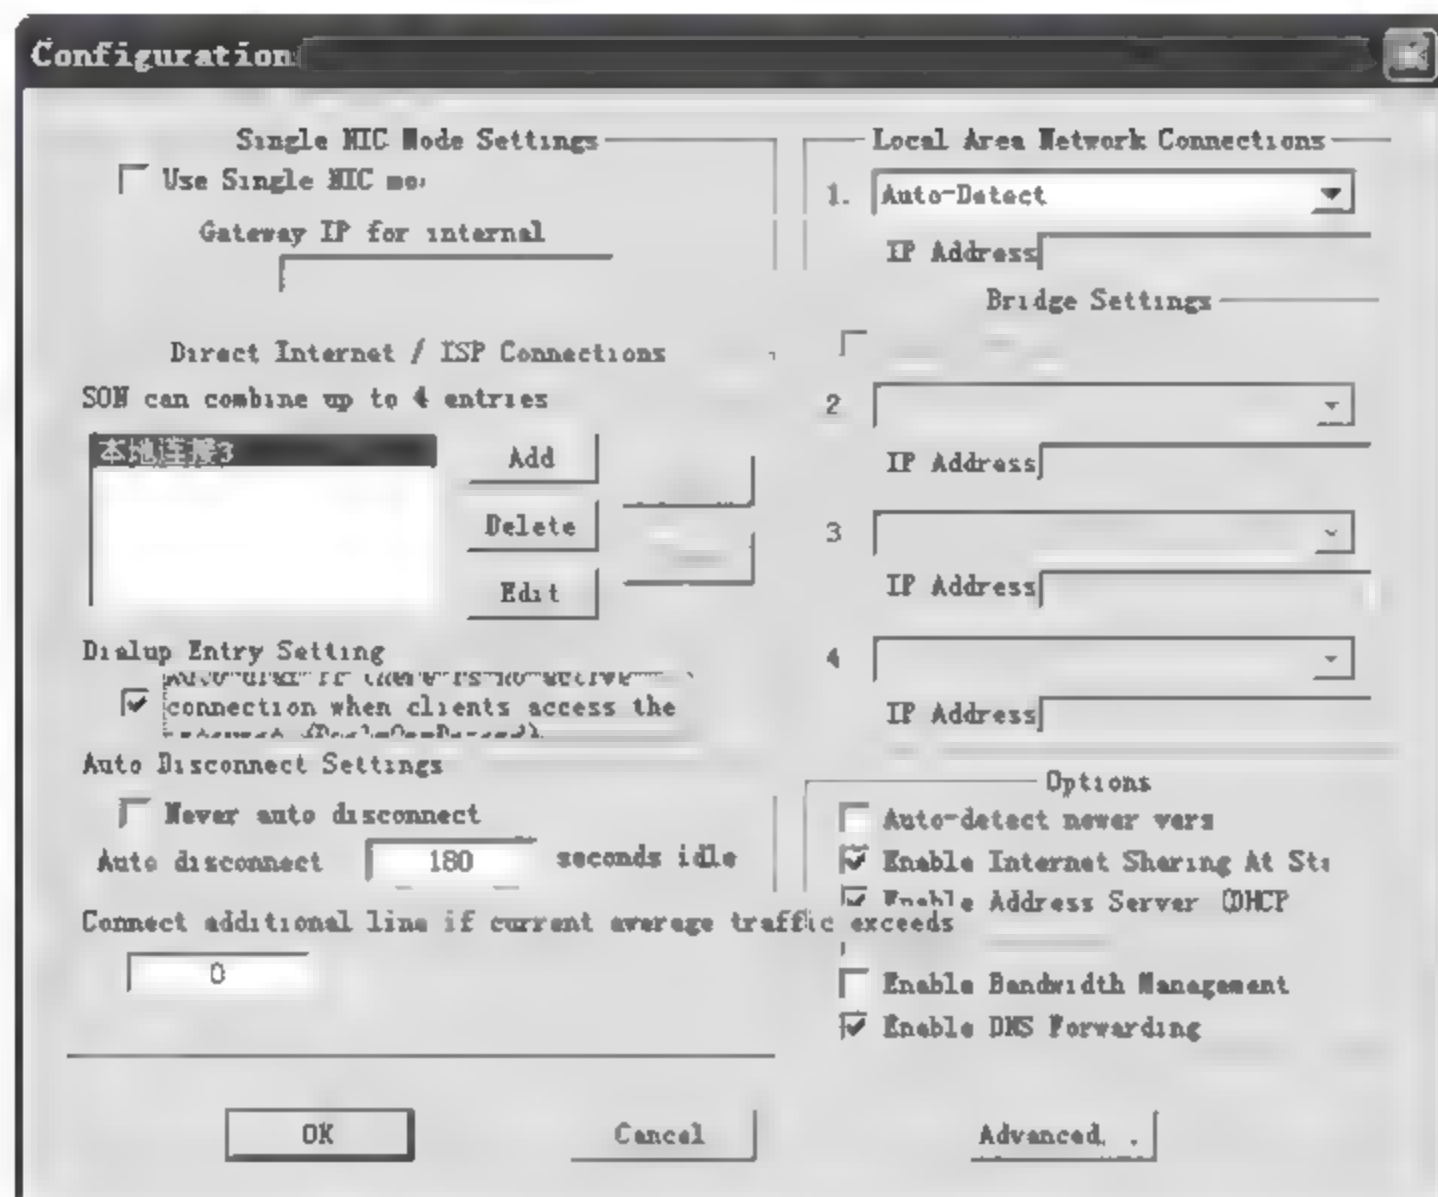 Configuration
Single NIC Mode Settings
Use Single NIC mo
Gateway IP for internal
Direct Internet / ISP Connections
SON can combine up to 4 entries
本地连接3
Add
Delete
Edit
Dialup Entry Setting
connection when clients access the
Auto Disconnect Settings
Never auto disconnect
Auto disconnect 180 seconds idle
Connect additional line if current average traffic exceeds
0
Local Area Network Connections
1. Auto-Detect
IP Address
Bridge Settings
2
IP Address
3
IP Address
4
IP Address
Options
Auto-detect newer vers
Enable Internet Sharing At St
Enable Address Server (DHCP
Enable Bandwidth Management
Enable DNS Forwarding
OK
Cancel
Advanced. .